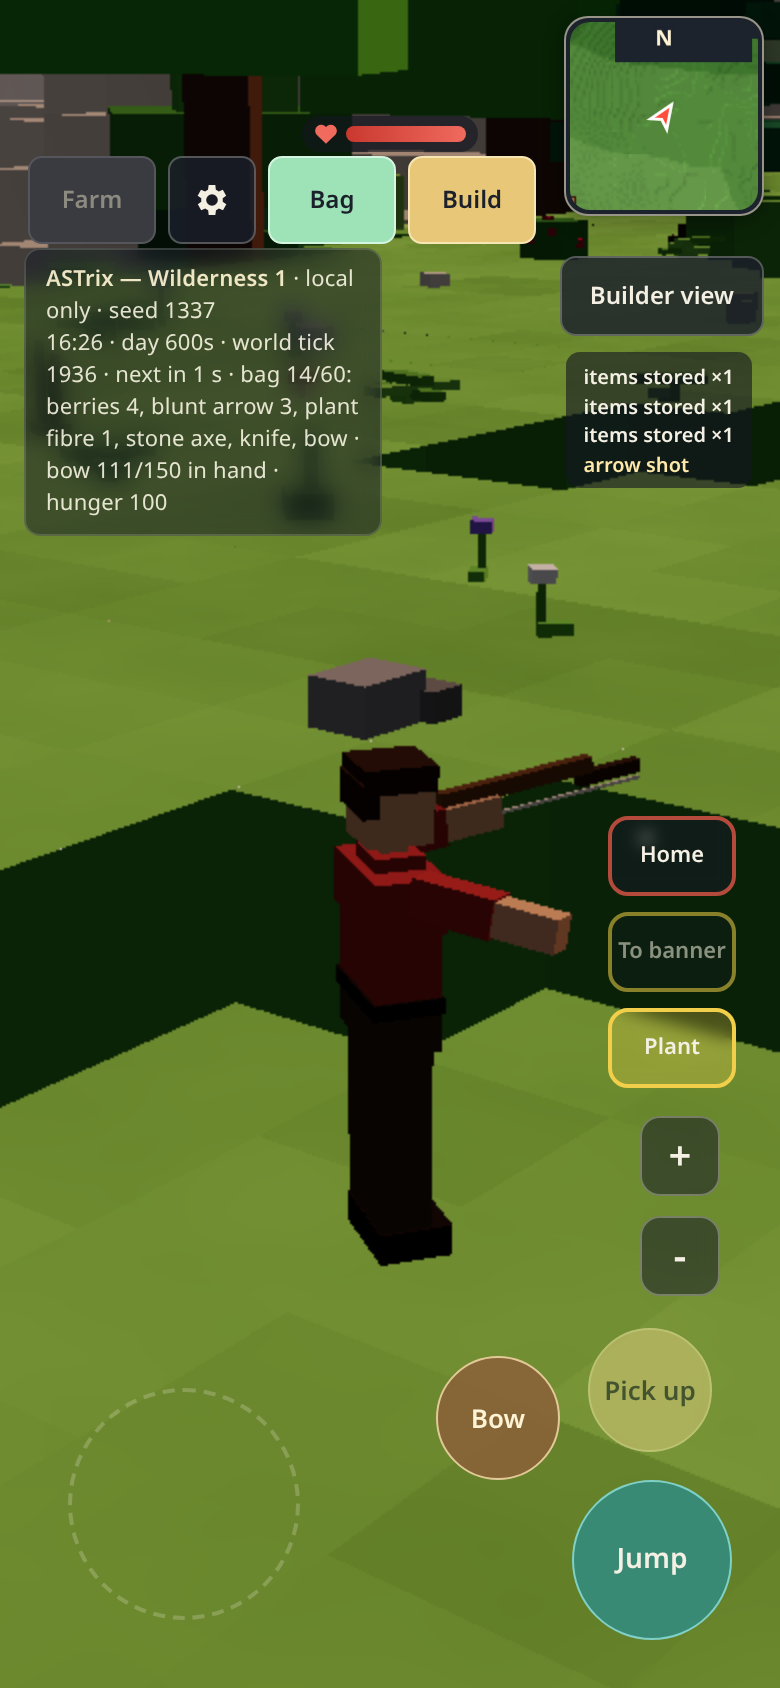 N
Farm
Bag
Build
ASTrix — Wilderness 1 · local
only · seed 1337
16:26 · day 600s · world tick
1936 · next in 1 s · bag 14/60:
berries 4, blunt arrow 3, plant
fibre 1, stone axe, knife, bow ·
bow 111/150 in hand ·
hunger 100
Builder view
items stored ×1
items stored ×1
items stored ×1
arrow shot
Home
To banner
Plant
+
-
Bow
Pick up
Jump